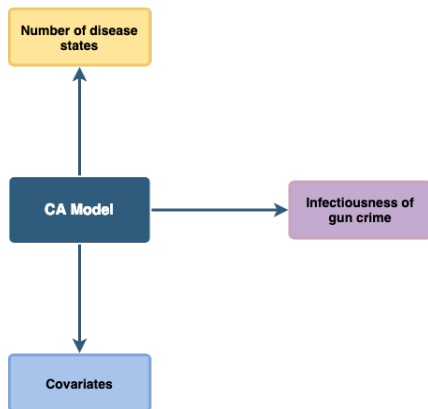 Number of disease
states
CA Model
Infectiousness of
gun crime
Covariates